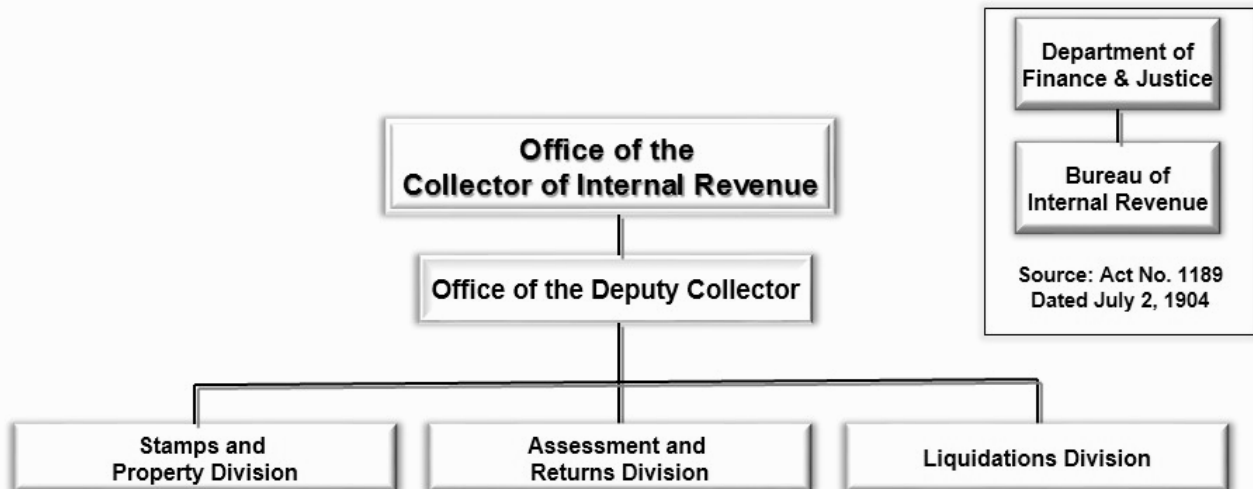 Department of
Finance & Justice
Bureau of
Internal Revenue
Source: Act No. 1189
Dated July 2, 1904
Office of the
Collector of Internal Revenue
Office of the Deputy Collector
Stamps and
Property Division
Assessment and
Returns Division
Liquidations Division